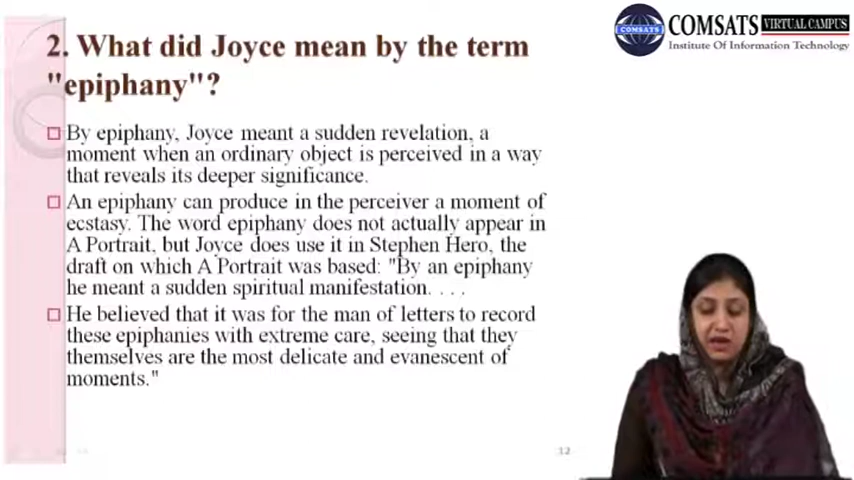 2. What did Joyce mean by the term
"epiphany"?
COMSATS VIRTUAL CAMPUS
Institute Of Information Technology
COMSATS
By epiphany, Joyce meant a sudden revelation, a
moment when an ordinary object is perceived in a way
that reveals its deeper significance.
An epiphany can produce in the perceiver a moment of
ecstasy. The word epiphany does not actually appear in
A Portrait, but Joyce does use it in Stephen Hero, the
draft on which A Portrait was based: "By an epiphany
he meant a sudden spiritual manifestation. . . .
He believed that it was for the man of letters to record
these epiphanies with extreme care, seeing that they
themselves are the most delicate and evanescent of
moments."
12